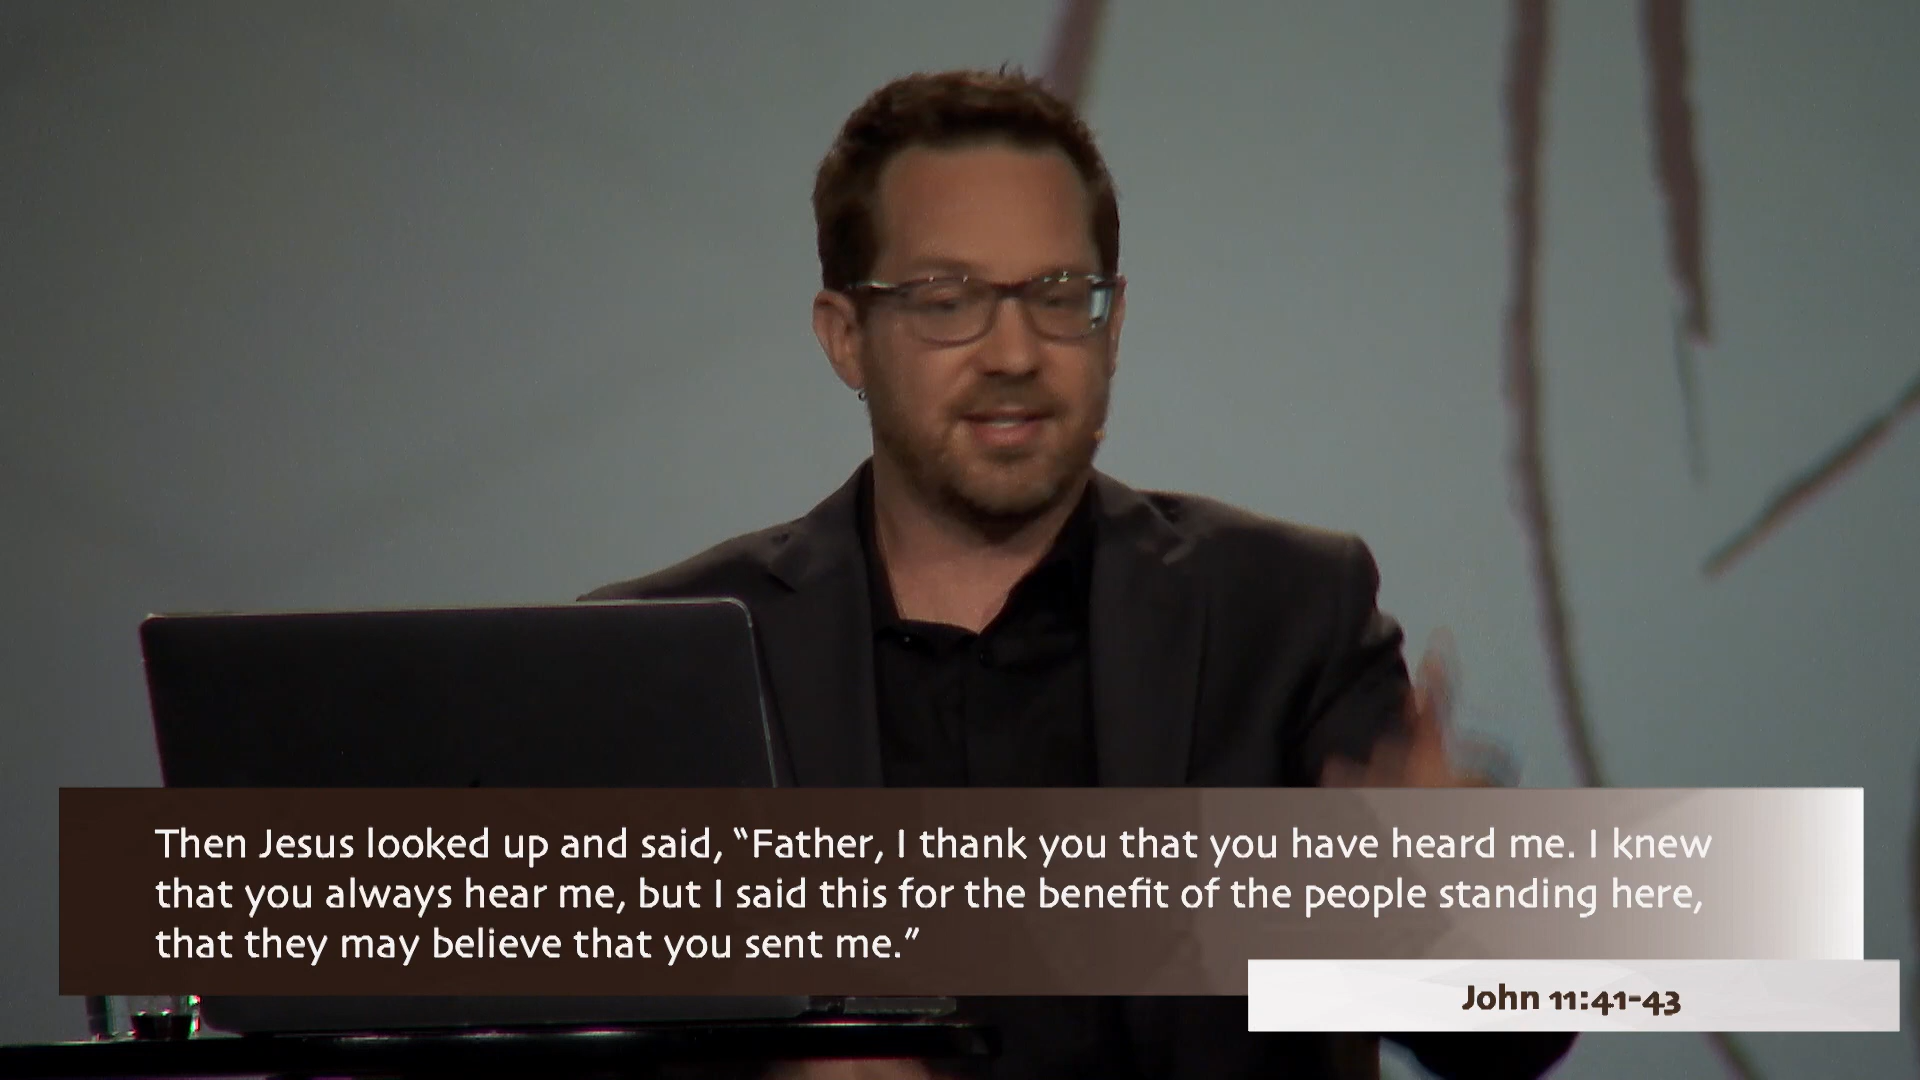 Then Jesus looked up and said, “Father, I thank you that you have heard me. I knew
that you always hear me, but I said this for the benefit of the people standing here,
that they may believe that you sent me.”
John 11:41-43